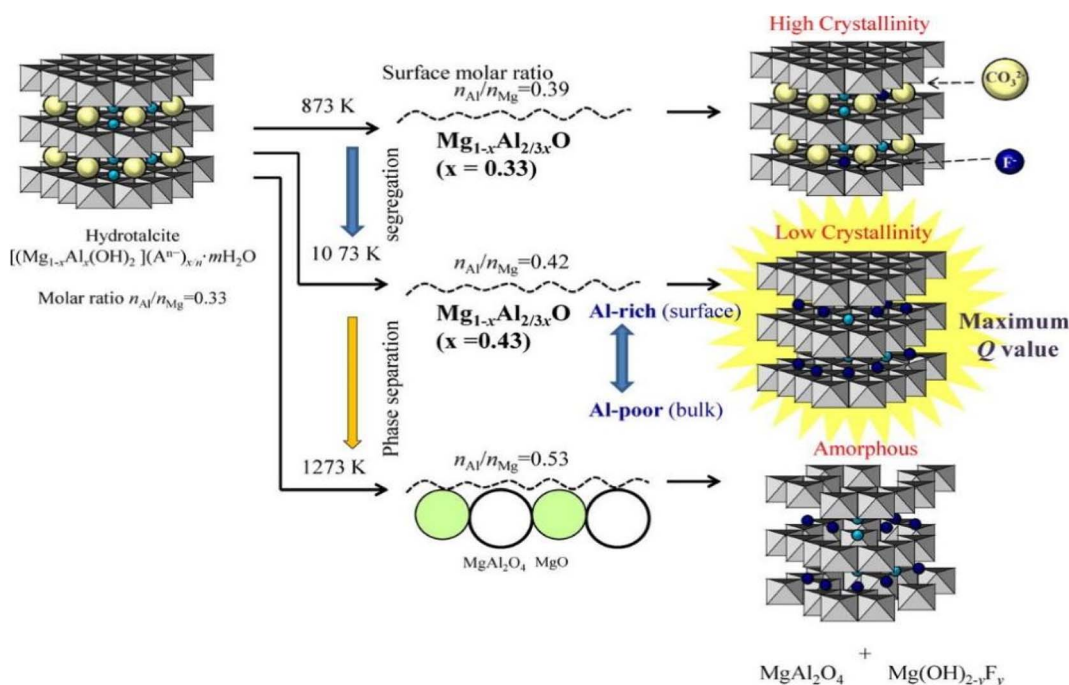 High Crystallinity
Surface molar ratio
nAl/nMg=0.39
873 K
CO₃²⁻
Mg₁₋ₓAl₂/₃ₓO
(x = 0.33)
F⁻
segregation
Hydrotalcite
[(Mg₁₋ₓAlₓ(OH)₂ ](Aⁿ⁻)ₓ/ₙ·mH₂O
Molar ratio nAl/nMg=0.33
10 73 K
Low Crystallinity
nAl/nMg=0.42
Mg₁₋ₓAl₂/₃ₓO
(x =0.43)
Al-rich (surface)
Al-poor (bulk)
Maximum
Q value
Phase separation
1273 K
Amorphous
nAl/nMg=0.53
MgAl₂O₄ MgO
+
MgAl₂O₄ Mg(OH)₂₋yFy